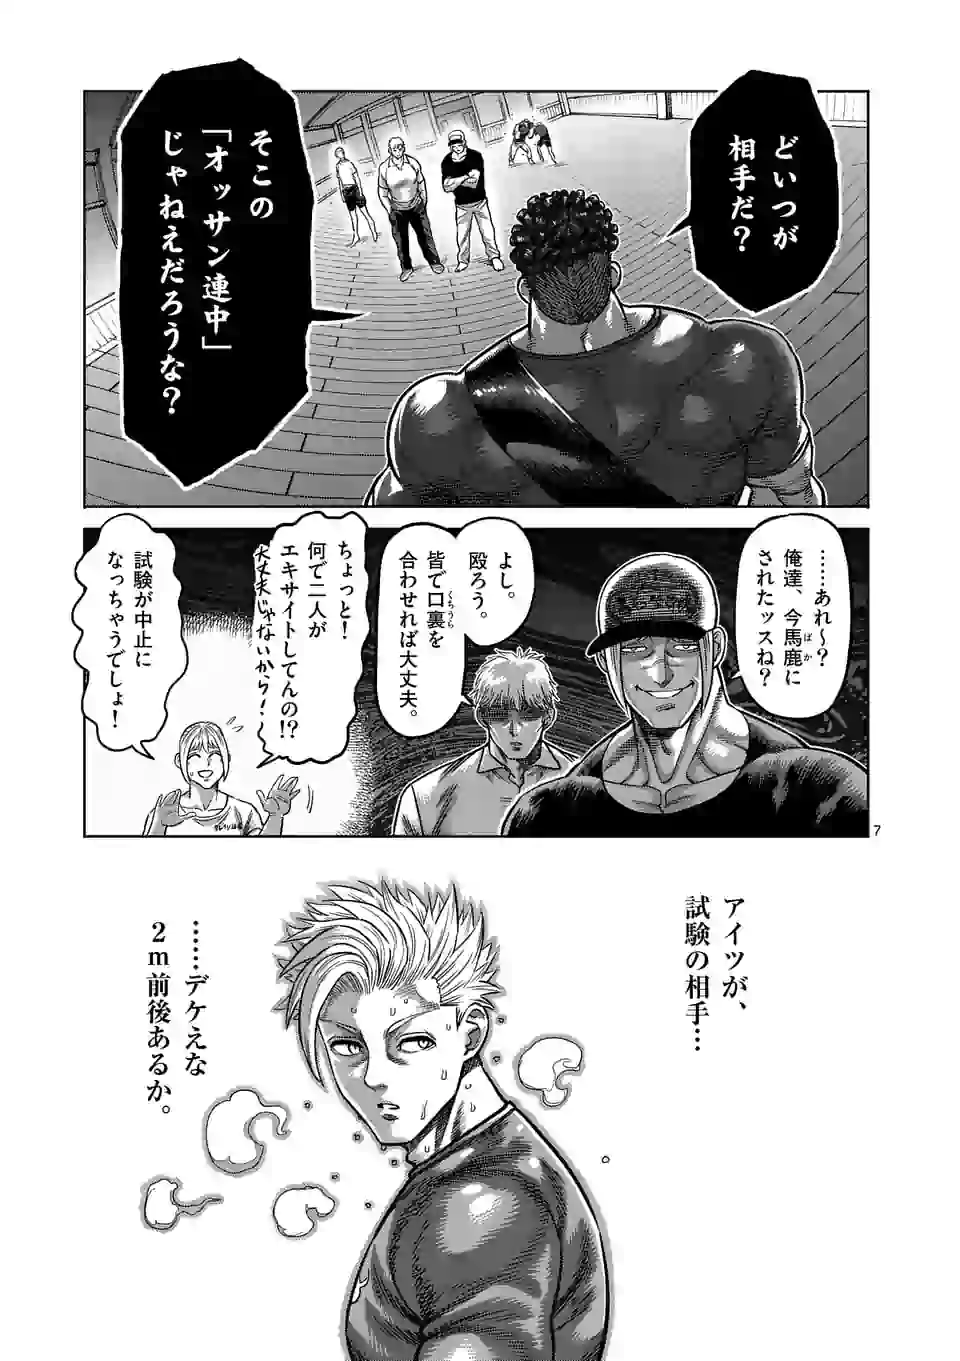 どいつが
相手だ？
そこの
「オッサン連中」
じゃねえだろうな？
……あれ〜？
俺達、今馬鹿に
ばか
されたッスね？
よし。
殴ろう。
皆で口裏を
くちうら
合わせれば大丈夫。
ちょっと！
何で二人が
エキサイトしてんの!?
大丈夫じゃないから！
試験が中止に
なっちゃうでしょ！
7
アイツが、
試験の相手…
……デケえな
2m前後あるか。